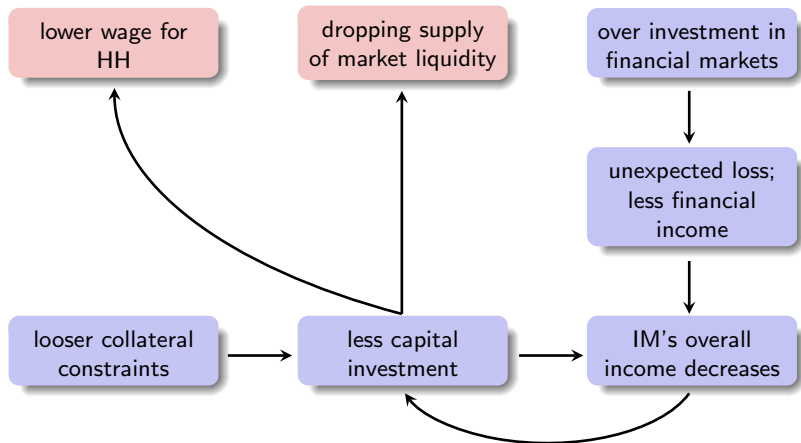 lower wage for
HH
dropping supply
of market liquidity
over investment in
financial markets
unexpected loss;
less financial
income
looser collateral
constraints
less capital
investment
IM's overall
income decreases